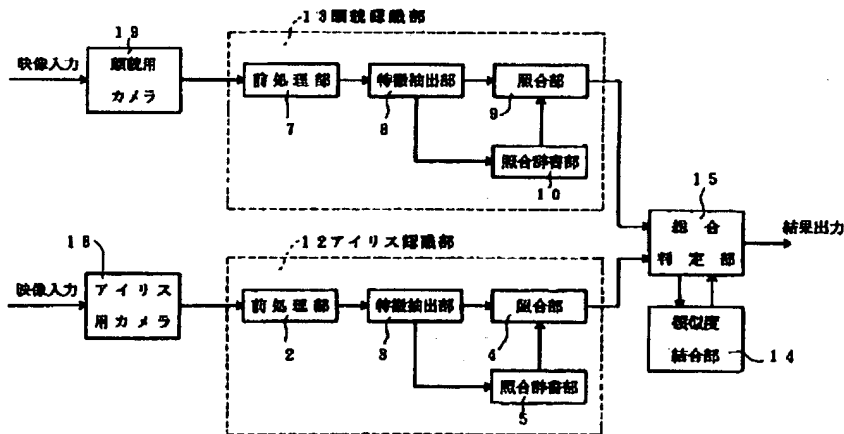 19
13顔貌認識部
映像入力
顔貌用
カメラ
前処理部
特徴抽出部
照合部
7
8
9
照合辞書部
10
15
総合
判定部
結果出力
12アイリス認識部
18
映像入力
アイリス
用カメラ
前処理部
特徴抽出部
照合部
2
3
4
類似度
結合部
14
照合辞書部
5